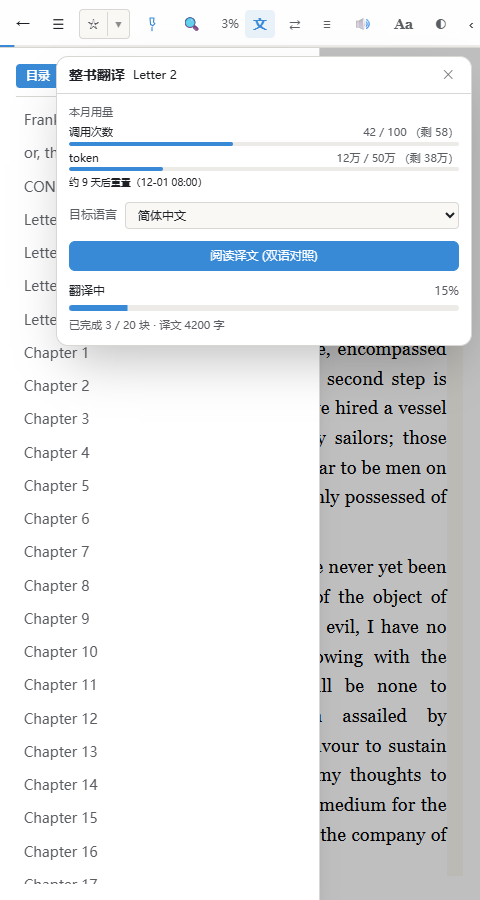 3%
文
Aa
目录
整书翻译 Letter 2
本月用量
调用次数 42 / 100 （剩 58）
token 12万 / 50万 （剩 38万）
约 9 天后重置（12-01 08:00）
目标语言 简体中文
阅读译文 (双语对照)
翻译中 15%
已完成 3 / 20 块 · 译文 4200 字
Frank
or, th
CON
Letter
Letter
Letter
Letter
Chapter 1
Chapter 2
Chapter 3
Chapter 4
Chapter 5
Chapter 6
Chapter 7
Chapter 8
Chapter 9
Chapter 10
Chapter 11
Chapter 12
Chapter 13
Chapter 14
Chapter 15
Chapter 16
Chapter 17
encompassed
second step is
hired a vessel
sailors; those
ar to be men on
nly possessed of
never yet been
of the object of
evil, I have no
owing with the
ll be none to
assailed by
vour to sustain
my thoughts to
medium for the
the company of